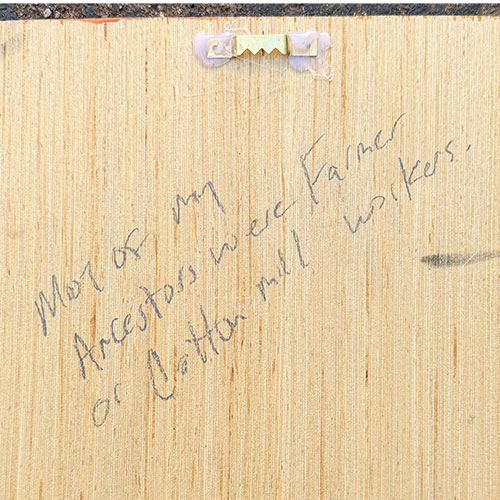 Most of my
Ancestors were Farmer
or Cotton mill workers.